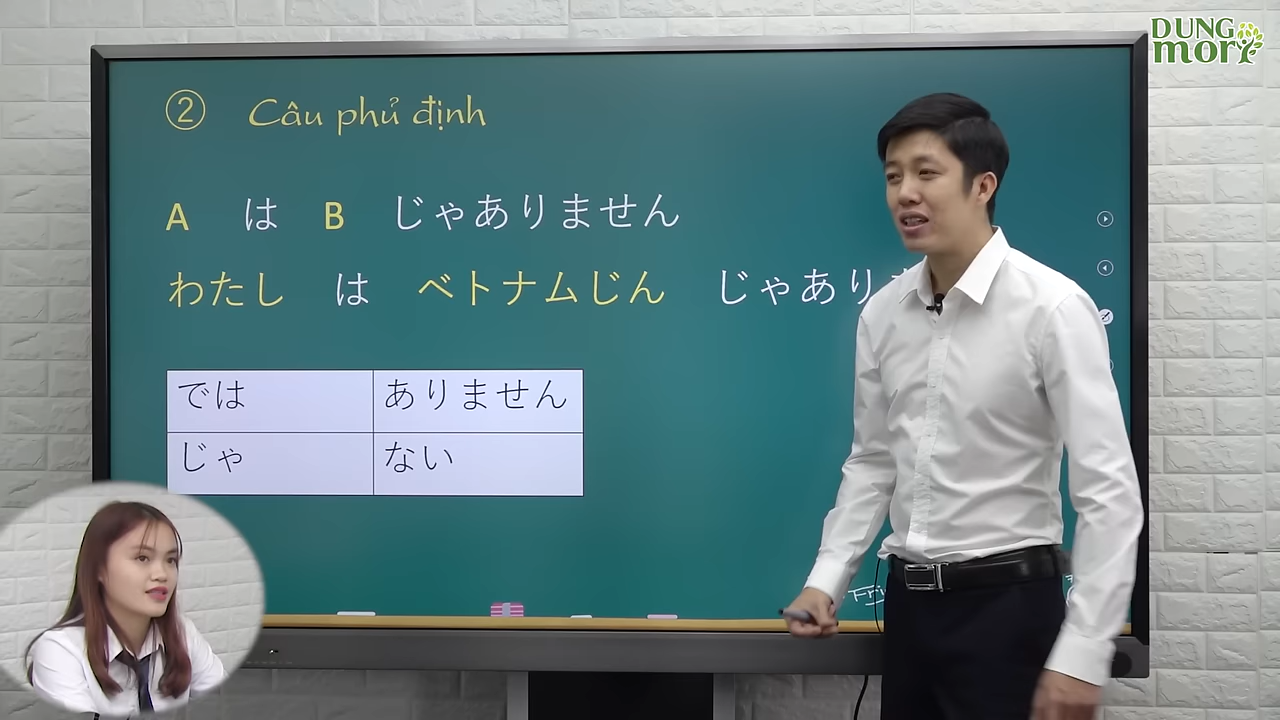 DUNG
mori
② Câu phủ định
A は B じゃありません
わたし は ベトナムじん じゃあり
では ありません
じゃ ない